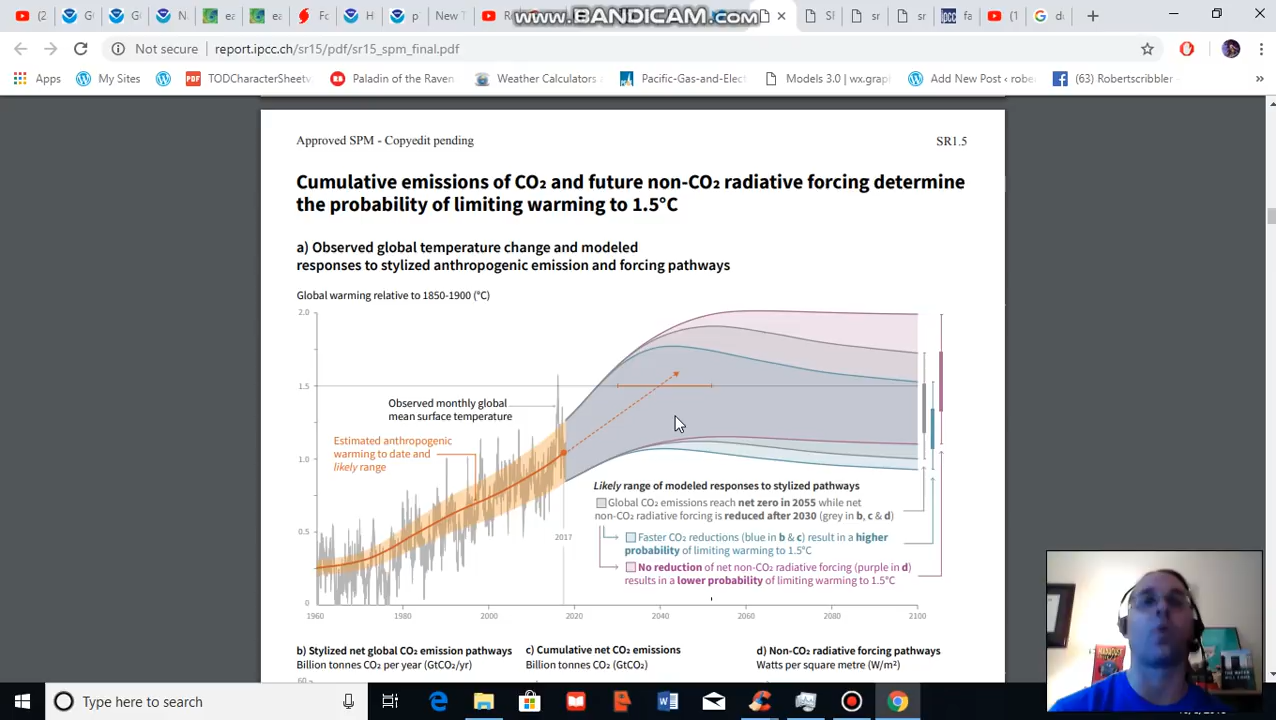 ea
ea
H
p
New T
R
www.BANDICAM.com
SI
sr
sr
ipcc
fa
(1
du
Not secure
report.ipcc.ch/sr15/pdf/sr15_spm_final.pdf
Apps
My Sites
TODCharacterSheetv
Paladin of the Raven
Weather Calculators
Pacific-Gas-and-Elect
Models 3.0 | wx.grap
Add New Post ‹ robe
(63) Robertscribbler -
»
Approved SPM - Copyedit pending
SR1.5
Cumulative emissions of CO₂ and future non-CO₂ radiative forcing determine
the probability of limiting warming to 1.5°C
a) Observed global temperature change and modeled
responses to stylized anthropogenic emission and forcing pathways
Global warming relative to 1850-1900 (°C)
2.0
1.5
Observed monthly global
mean surface temperature
Estimated anthropogenic
warming to date and
likely range
1.0
0.5
0
2017
Likely range of modeled responses to stylized pathways
Global CO₂ emissions reach net zero in 2055 while net
non-CO₂ radiative forcing is reduced after 2030 (grey in b, c & d)
Faster CO₂ reductions (blue in b & c) result in a higher
probability of limiting warming to 1.5°C
No reduction of net non-CO₂ radiative forcing (purple in d)
results in a lower probability of limiting warming to 1.5°C
1960
1980
2000
2020
2040
2060
2080
2100
b) Stylized net global CO₂ emission pathways
Billion tonnes CO₂ per year (GtCO₂/yr)
c) Cumulative net CO₂ emissions
Billion tonnes CO₂ (GtCO₂)
d) Non-CO₂ radiative forcing pathways
Watts per square metre (W/m²)
60
Type here to search